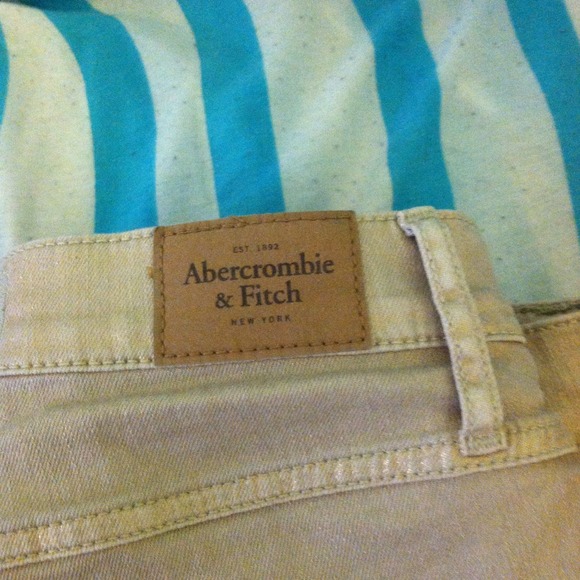 EST. 1892
Abercrombie
& Fitch
NEW YORK